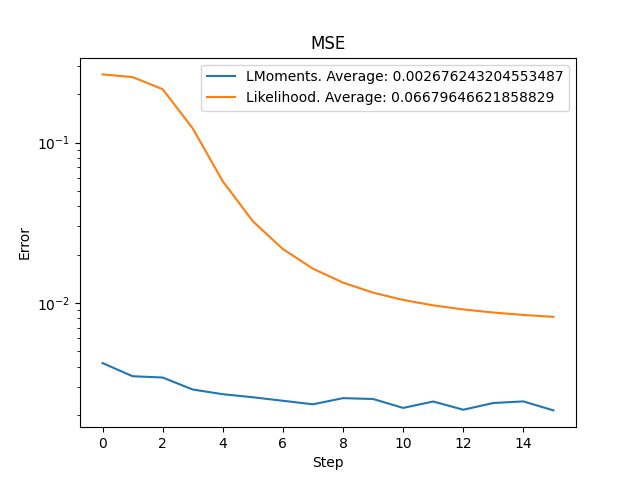 MSE
LMoments. Average: 0.002676243204553487
Likelihood. Average: 0.06679646621858829
Error
10⁻¹
10⁻²
0 2 4 6 8 10 12 14
Step